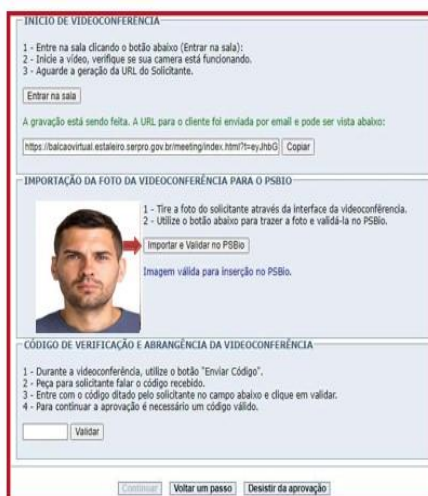 INÍCIO DE VIDEOCONFERÊNCIA
1 - Entre na sala clicando o botão abaixo (Entrar na sala):
2 - Inicie a vídeo, verifique se sua camera está funcionando.
3 - Aguarde a geração da URL do Solicitante.
Entrar na sala
A gravação está sendo feita. A URL para o cliente foi enviada por email e pode ser vista abaixo:
https://balcaovirtual.estaleiro.serpro.gov.br/meeting/index.html?t=eyJhbG Copiar
IMPORTAÇÃO DA FOTO DA VIDEOCONFERÊNCIA PARA O PSBIO
1 - Tire a foto do solicitante através da interface da videoconférencia.
2 - Utilize o botão abaixo para trazer a foto e validá-la no PSBio.
Importar e Validar no PSBio
Imagem válida para inserção no PSBio.
CÓDIGO DE VERIFICAÇÃO E ABRANGÊNCIA DA VIDEOCONFERÊNCIA
1 - Durante a videoconferência, utilize o botão "Enviar Código".
2 - Peça para solicitante falar o código recebido.
3 - Entre com o código ditado pelo solicitante no campo abaixo e clique em validar.
4 - Para continuar a aprovação é necessário um código válido.
Validar
Continuar Voltar um passo Desistir da aprovação